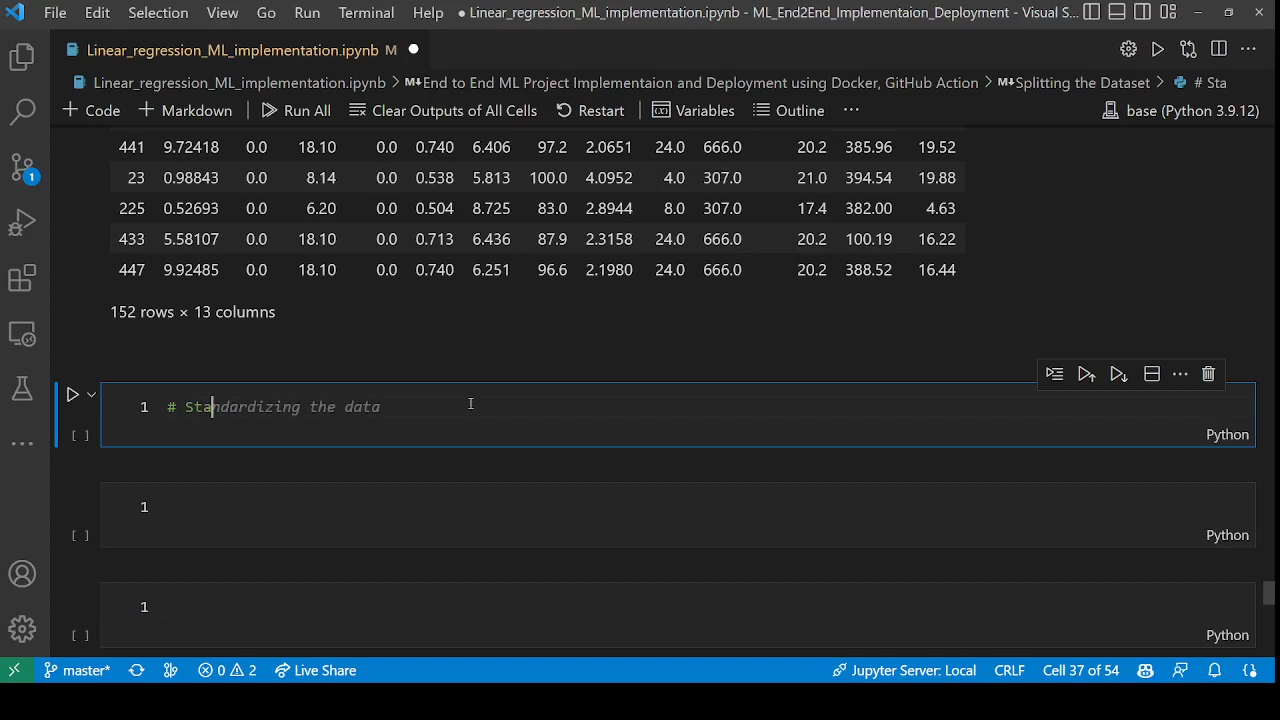 File Edit Selection View Go Run Terminal Help ● Linear_regression_ML_implementation.ipynb - ML_End2End_Implementaion_Deployment - Visual S...
Linear_regression_ML_implementation.ipynb M ●
Linear_regression_ML_implementation.ipynb > M↓End to End ML Project Implementaion and Deployment using Docker, GitHub Action > M↓Splitting the Dataset > # Sta
+ Code + Markdown Run All Clear Outputs of All Cells Restart Variables Outline ... base (Python 3.9.12)
441 9.72418 0.0 18.10 0.0 0.740 6.406 97.2 2.0651 24.0 666.0 20.2 385.96 19.52
23 0.98843 0.0 8.14 0.0 0.538 5.813 100.0 4.0952 4.0 307.0 21.0 394.54 19.88
225 0.52693 0.0 6.20 0.0 0.504 8.725 83.0 2.8944 8.0 307.0 17.4 382.00 4.63
433 5.58107 0.0 18.10 0.0 0.713 6.436 87.9 2.3158 24.0 666.0 20.2 100.19 16.22
447 9.92485 0.0 18.10 0.0 0.740 6.251 96.6 2.1980 24.0 666.0 20.2 388.52 16.44
152 rows × 13 columns
1 # Standardizing the data
[ ] Python
1
[ ] Python
1
[ ] Python
1
master* 0 2 Live Share Jupyter Server: Local CRLF Cell 37 of 54